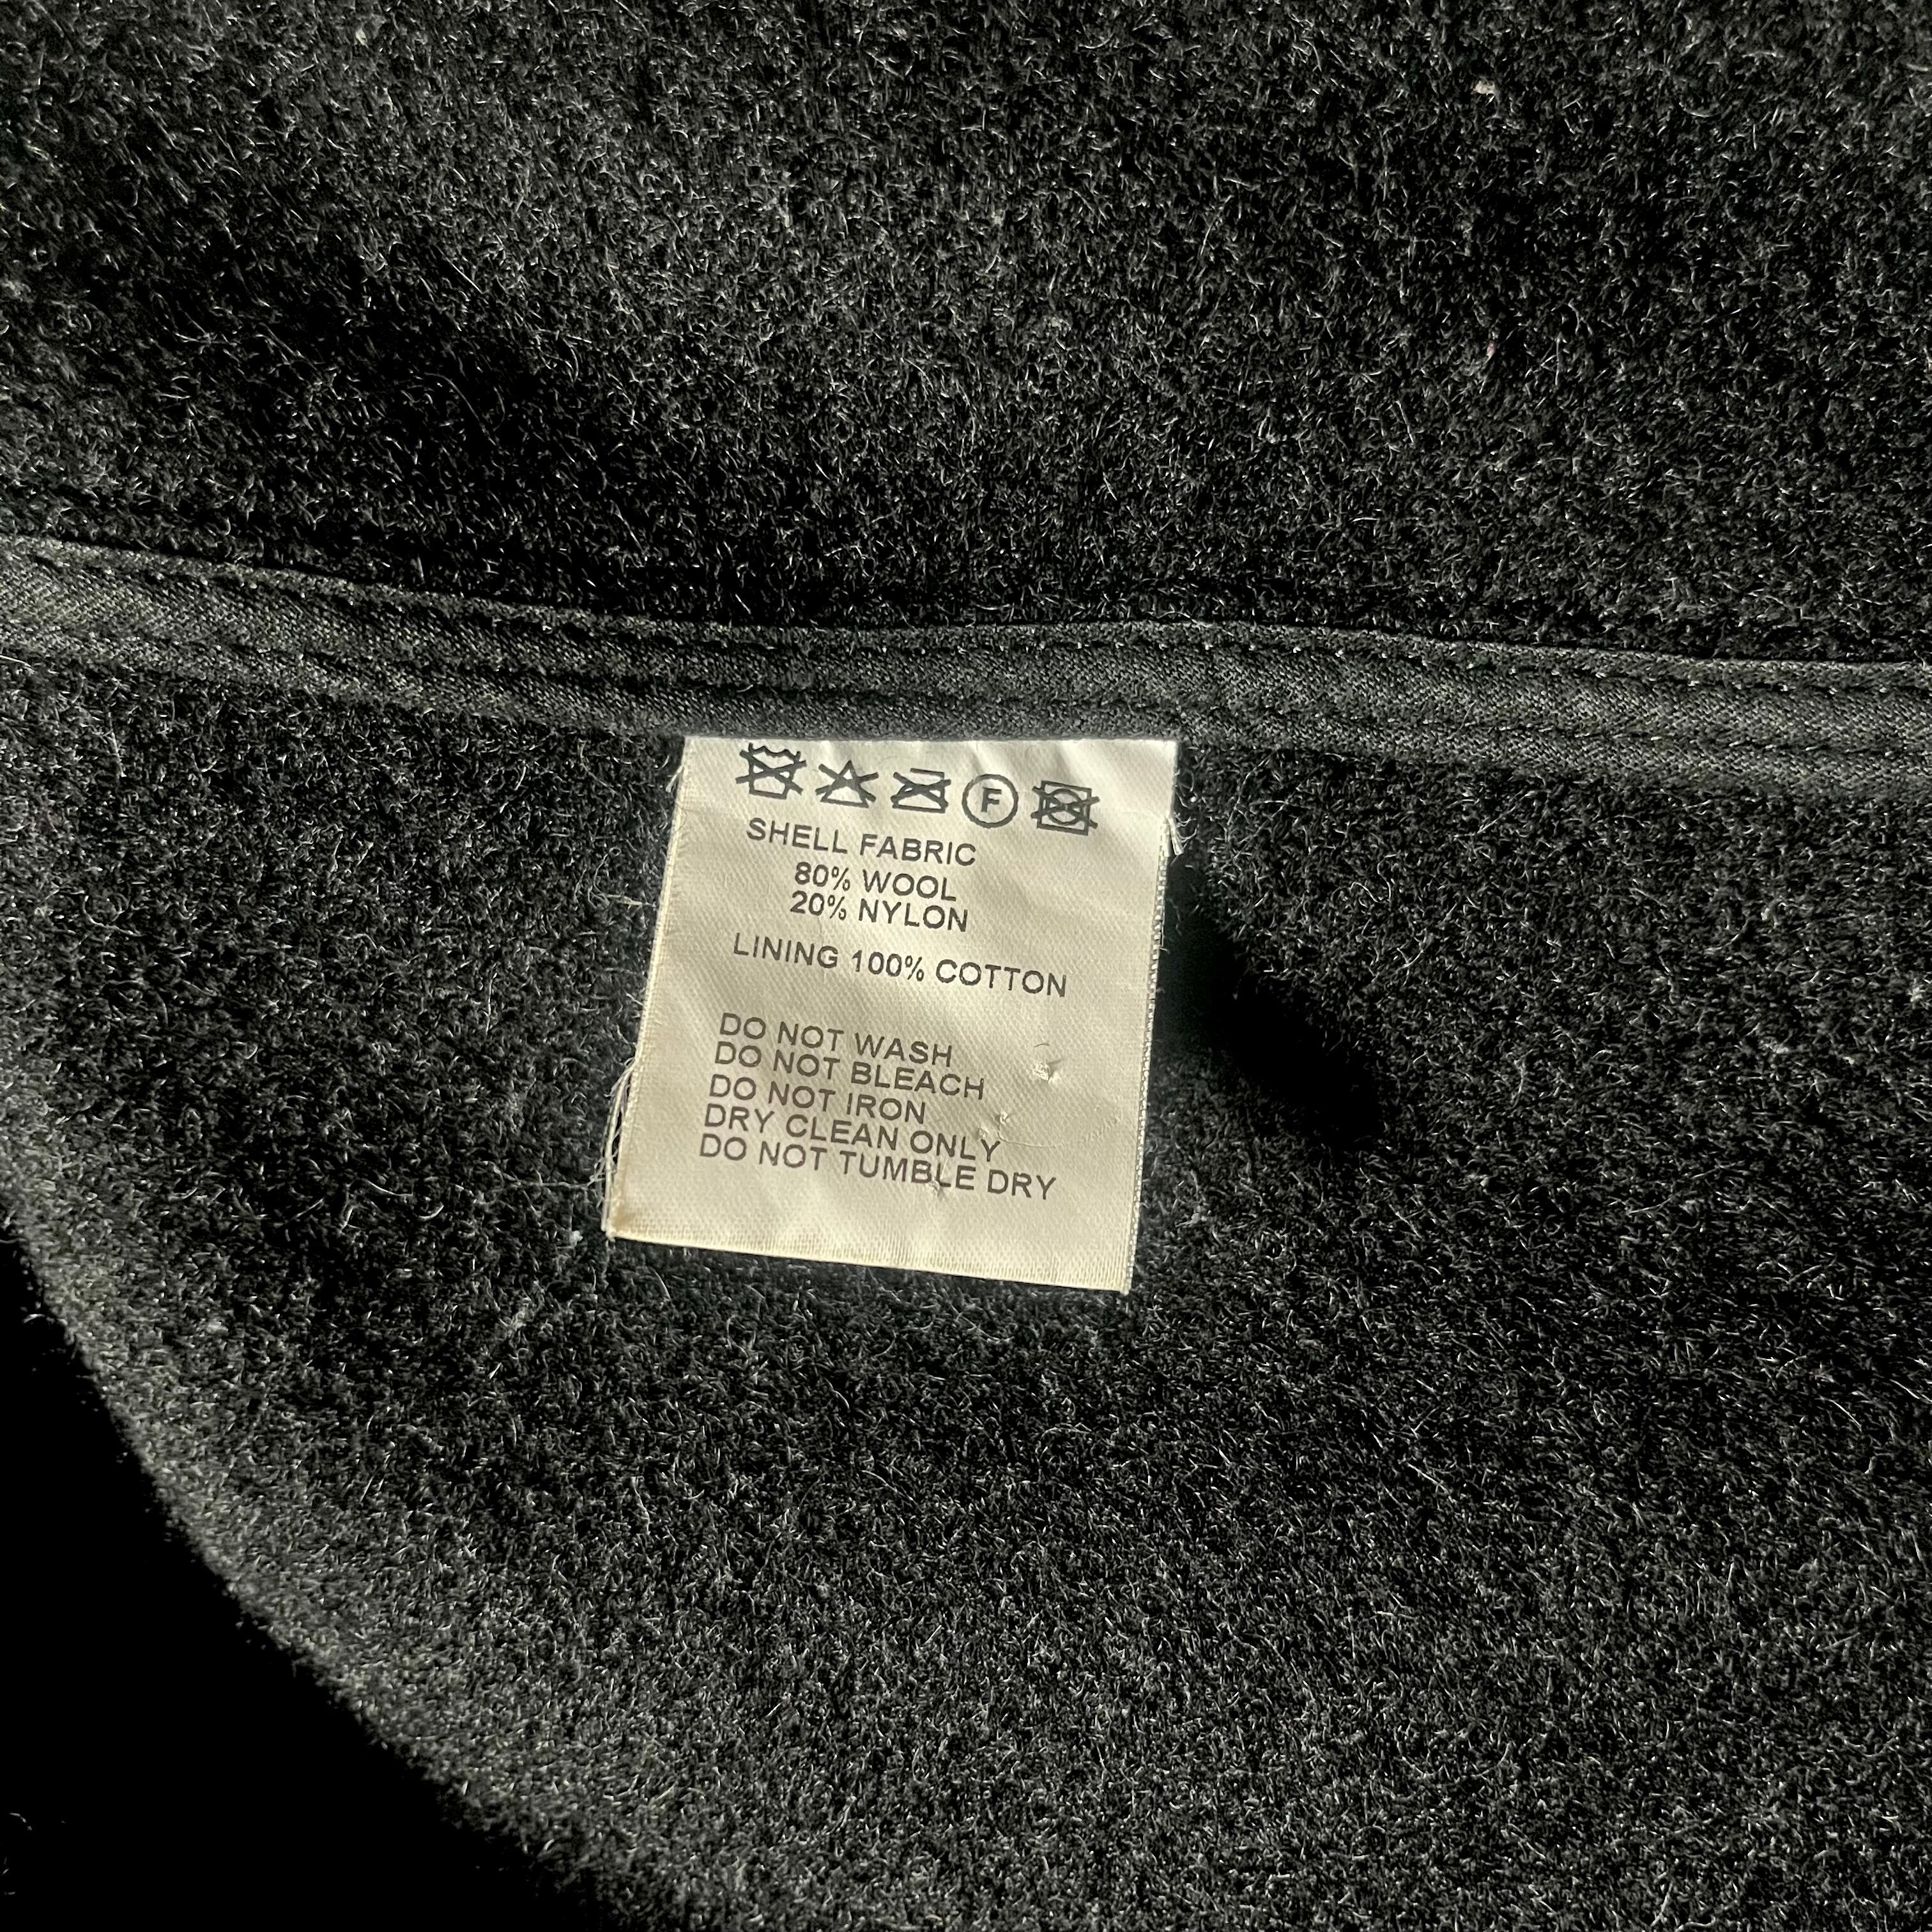 F
SHELL FABRIC
80% WOOL
20% NYLON
LINING 100% COTTON
DO NOT WASH
DO NOT BLEACH
DO NOT IRON
DRY CLEAN ONLY
DO NOT TUMBLE DRY